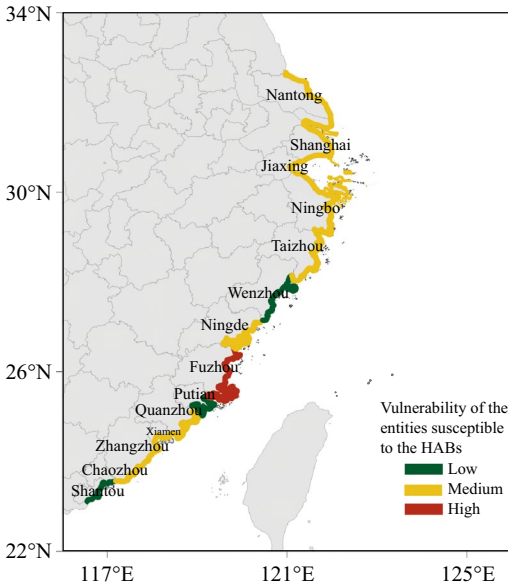 34°N
Nantong
Shanghai
Jiaxing
30°N
Ningbo
Taizhou
Wenzhou
Ningde
26°N
Fuzhou
Putian
Quanzhou
Xiamen
Zhangzhou
Chaozhou
Shantou
Vulnerability of the
entities susceptible
to the HABs
Low
Medium
High
22°N
117°E 121°E 125°E